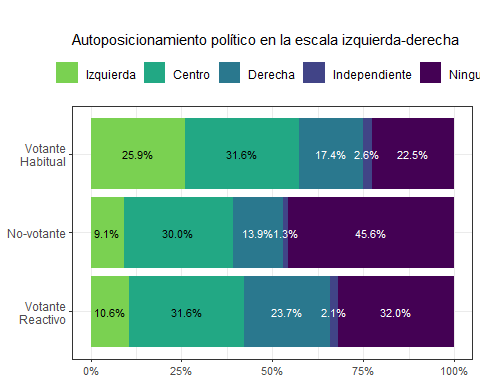 Autoposicionamiento político en la escala izquierda-derecha
Izquierda Centro Derecha Independiente Ningu
Votante
Habitual
25.9% 31.6% 17.4% 2.6% 22.5%
No-votante
9.1% 30.0% 13.9% 1.3% 45.6%
Votante
Reactivo
10.6% 31.6% 23.7% 2.1% 32.0%
0% 25% 50% 75% 100%